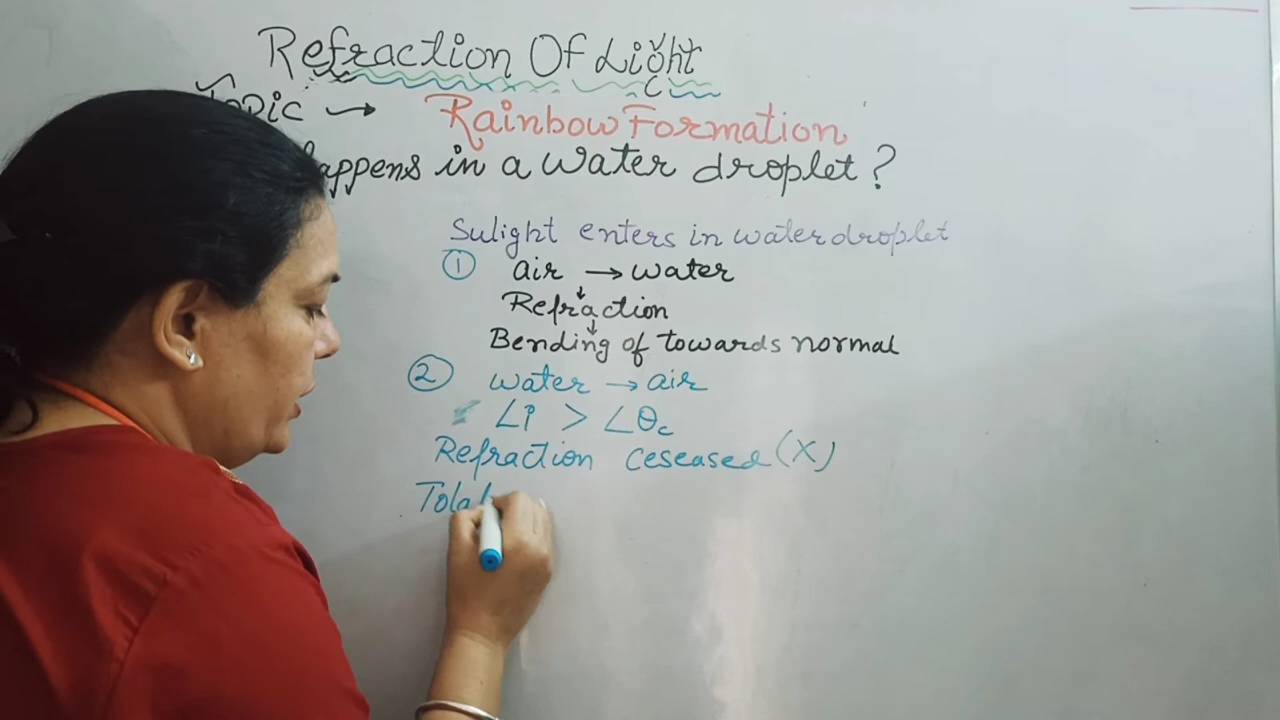 Refraction Of Light
Topic → Rainbow Formation
appens in a Water droplet?
Sulight enters in water droplet
① air → water
↓
Refraction
↓
Bending of towards normal
② water → air
∠i > ∠θc
Refraction ceseased (X)
Total